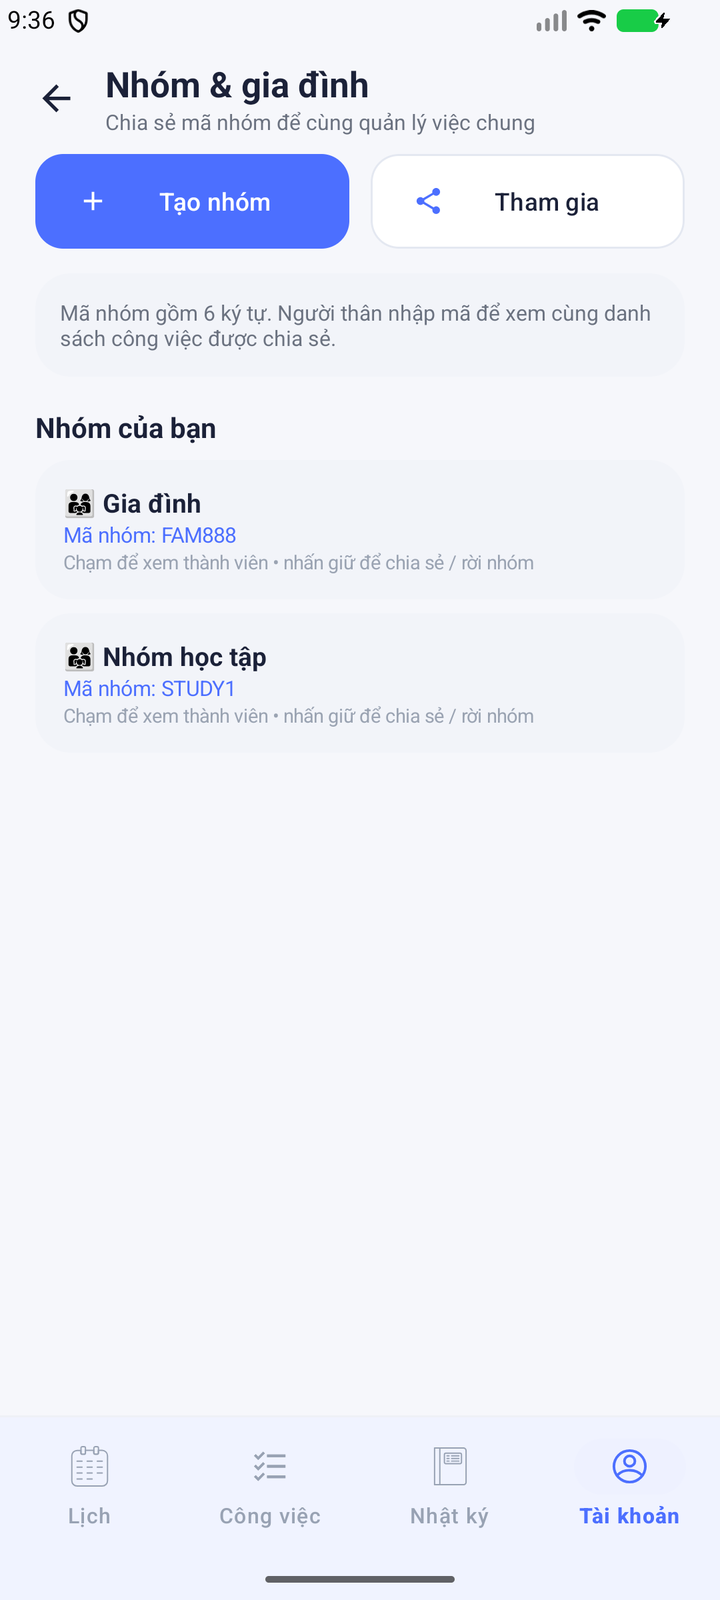 9:36
Nhóm & gia đình
Chia sẻ mã nhóm để cùng quản lý việc chung
Tạo nhóm
Tham gia
Mã nhóm gồm 6 ký tự. Người thân nhập mã để xem cùng danh
sách công việc được chia sẻ.
Nhóm của bạn
Gia đình
Mã nhóm: FAM888
Chạm để xem thành viên • nhấn giữ để chia sẻ / rời nhóm
Nhóm học tập
Mã nhóm: STUDY1
Chạm để xem thành viên • nhấn giữ để chia sẻ / rời nhóm
Lịch
Công việc
Nhật ký
Tài khoản